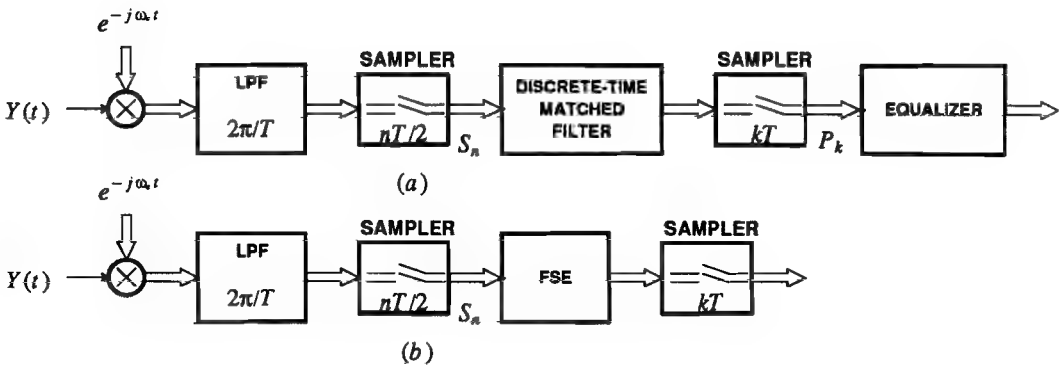 e^{-jω_c t}
SAMPLER SAMPLER
LPF DISCRETE-TIME
Y(t) MATCHED EQUALIZER
2π/T FILTER
nT/2 S_n kT P_k
(a)
e^{-jω_c t}
SAMPLER SAMPLER
LPF
Y(t) FSE
2π/T
nT/2 S_n kT
(b)